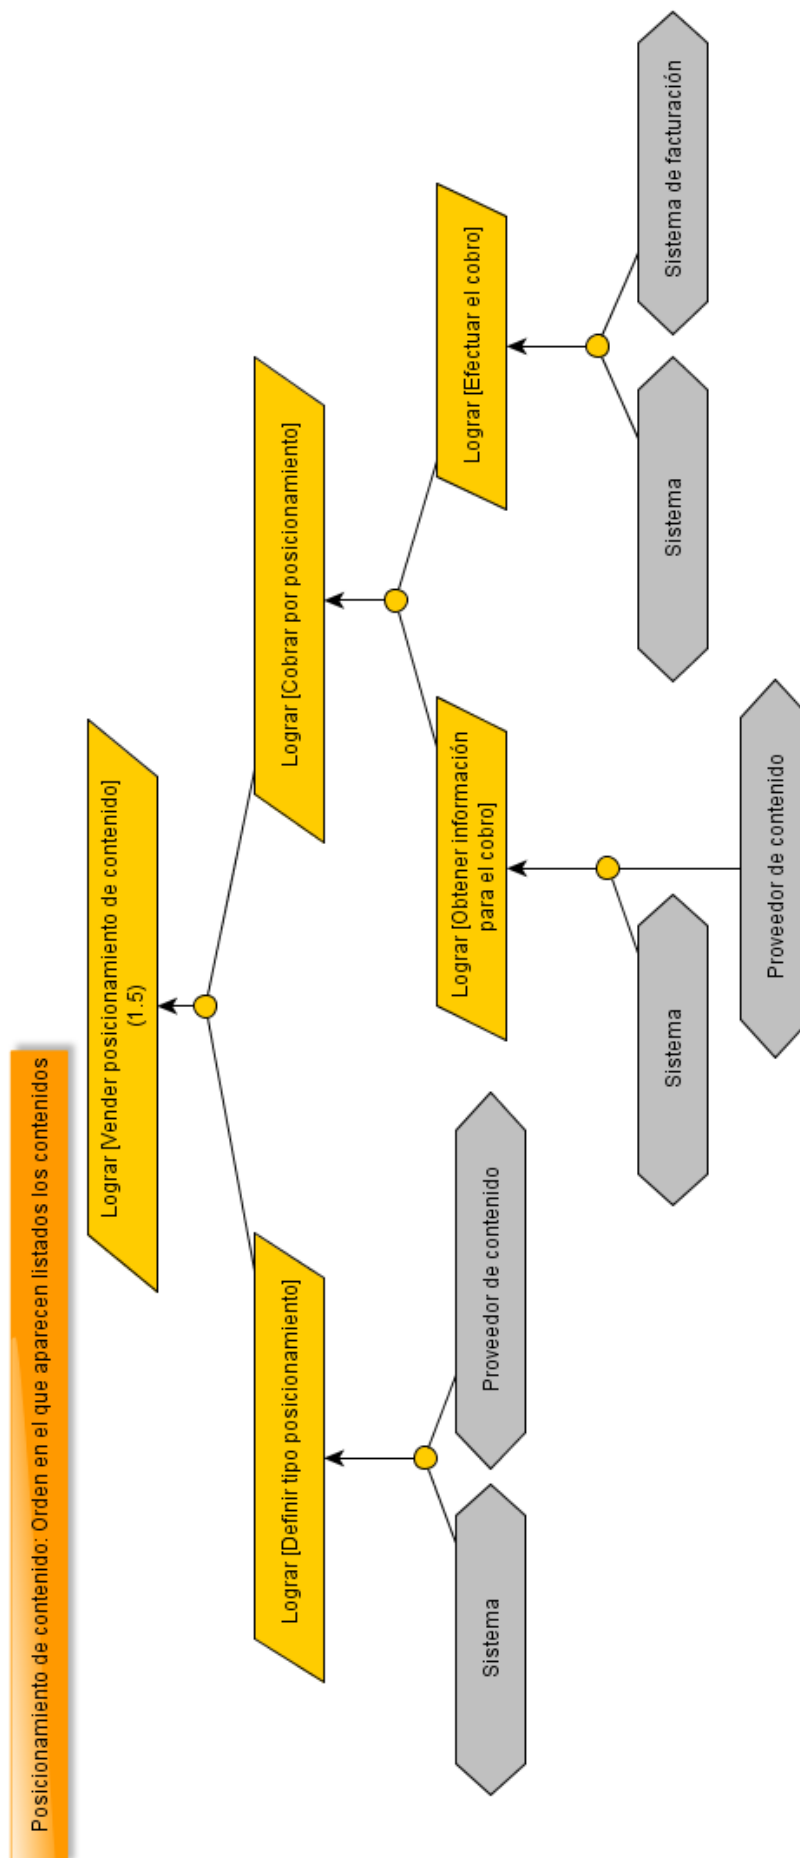 Posicionamiento de contenido: Orden en el que aparecen listados los contenidos
Lograr [Vender posicionamiento de contenido]
(1.5)
Lograr [Definir tipo posicionamiento]
Lograr [Cobrar por posicionamiento]
Sistema
Proveedor de contenido
Lograr [Obtener información
para el cobro]
Lograr [Efectuar el cobro]
Sistema
Proveedor de contenido
Sistema
Sistema de facturación